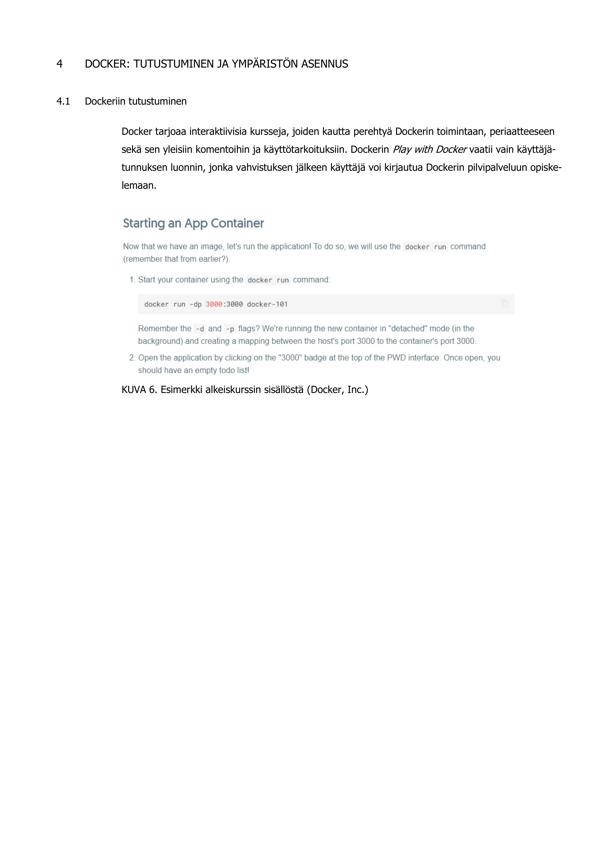 4 DOCKER: TUTUSTUMINEN JA YMPÄRISTÖN ASENNUS
4.1 Dockeriin tutustuminen
Docker tarjoaa interaktiivisia kursseja, joiden kautta perehtyä Dockerin toimintaan, periaatteeseen
sekä sen yleisiin komentoihin ja käyttötarkoituksiin. Dockerin Play with Docker vaatii vain käyttäjä-
tunnuksen luonnin, jonka vahvistuksen jälkeen käyttäjä voi kirjautua Dockerin pilvipalveluun opiske-
lemaan.
Starting an App Container
Now that we have an image, let's run the application! To do so, we will use the docker run command
(remember that from earlier?).
1. Start your container using the docker run command:
docker run -dp 3000:3000 docker-101
Remember the -d and -p flags? We're running the new container in "detached" mode (in the
background) and creating a mapping between the host's port 3000 to the container's port 3000.
2. Open the application by clicking on the "3000" badge at the top of the PWD interface. Once open, you
should have an empty todo list!
KUVA 6. Esimerkki alkeiskurssin sisällöstä (Docker, Inc.)